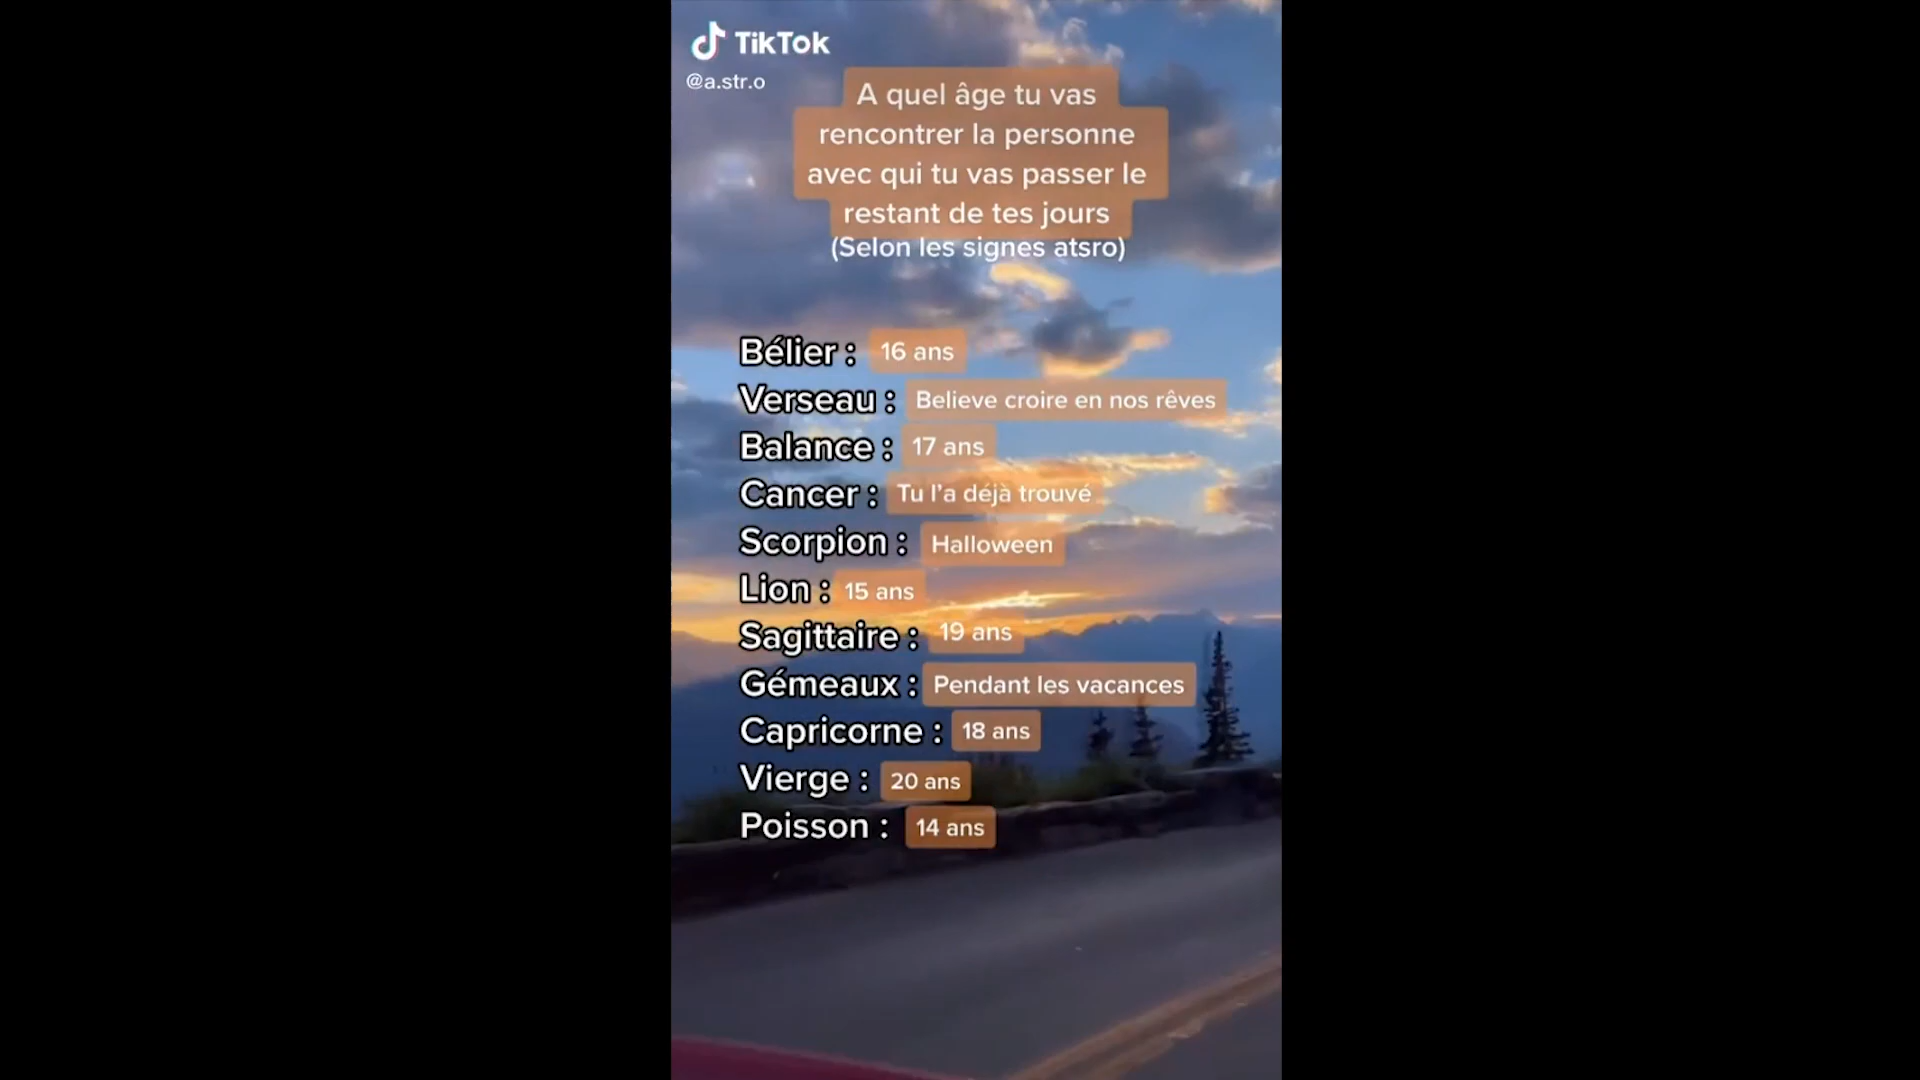 TikTok
@a.str.o
A quel âge tu vas
rencontrer la personne
avec qui tu vas passer le
restant de tes jours
(Selon les signes atsro)
Bélier : 16 ans
Verseau : Believe croire en nos rêves
Balance : 17 ans
Cancer : Tu l'a déjà trouvé
Scorpion : Halloween
Lion : 15 ans
Sagittaire : 19 ans
Gémeaux : Pendant les vacances
Capricorne : 18 ans
Vierge : 20 ans
Poisson : 14 ans